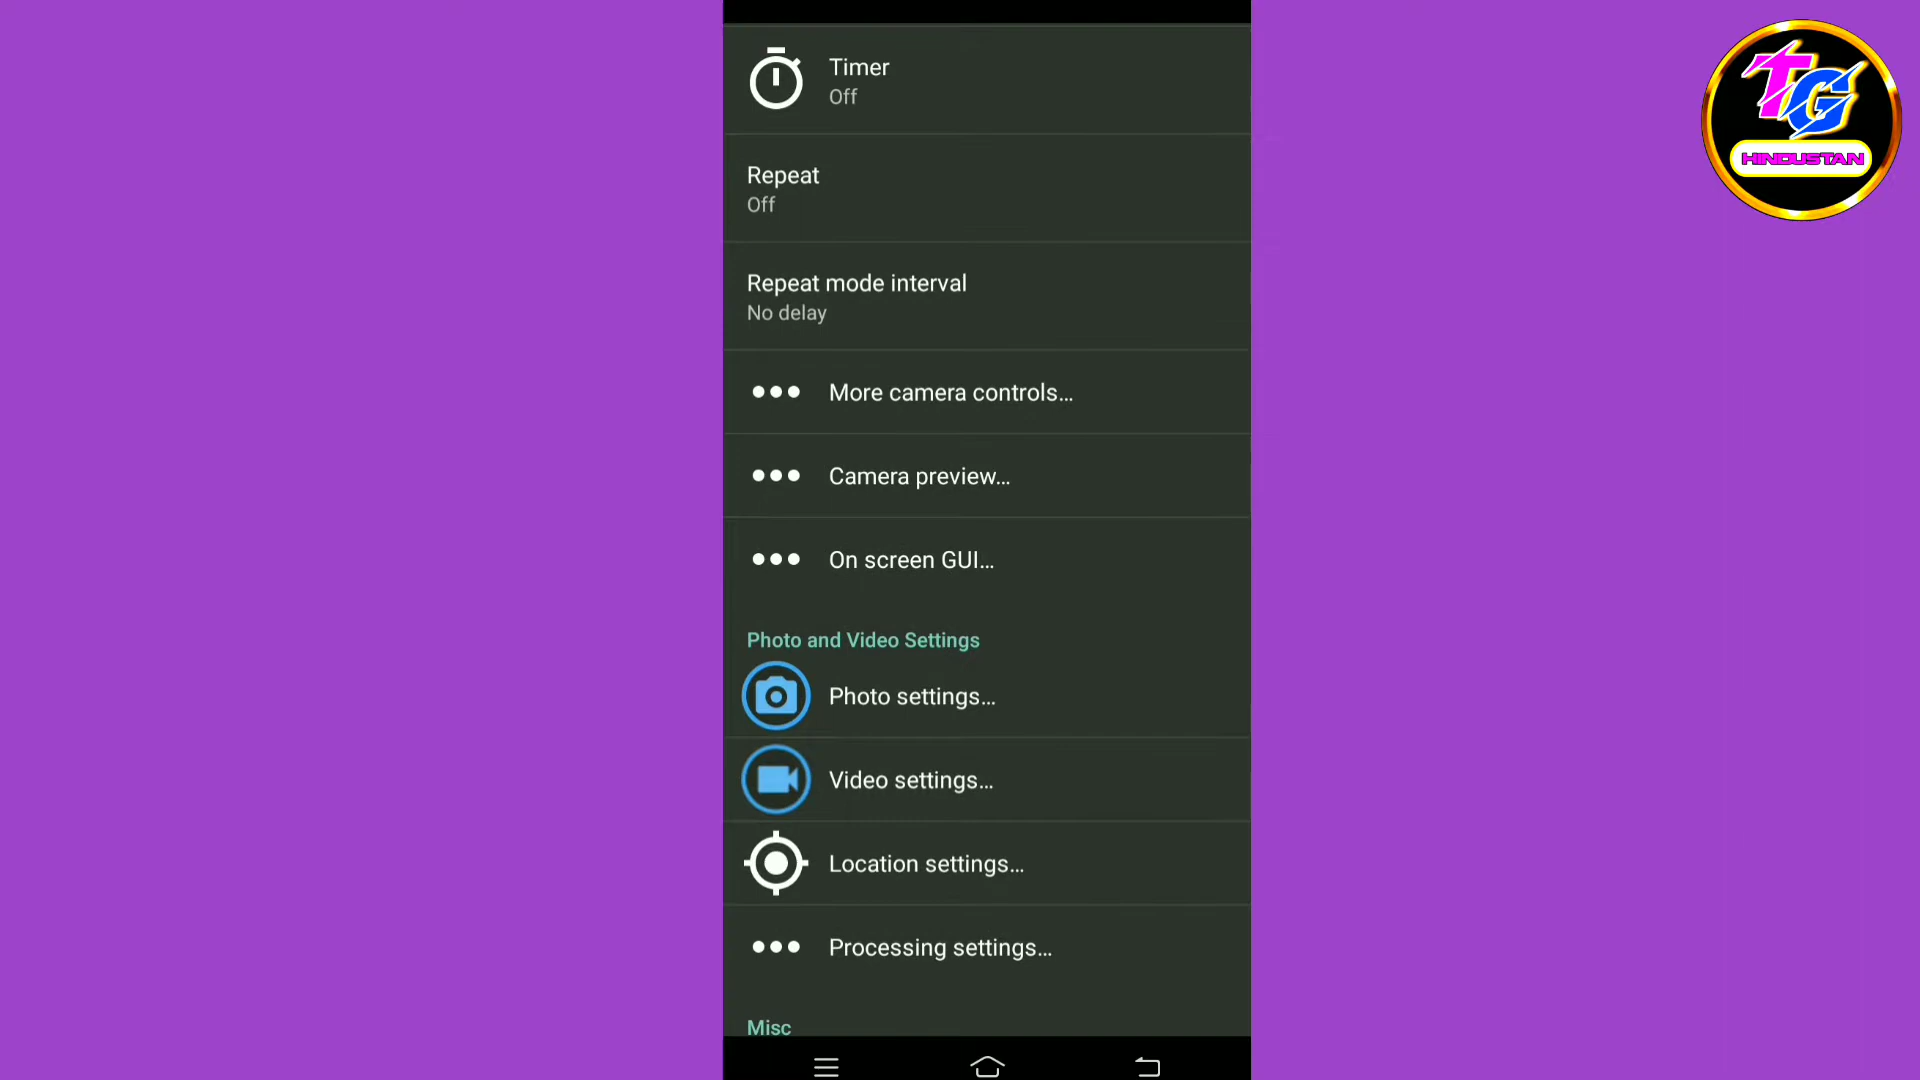 Timer
Off
Repeat
Off
Repeat mode interval
No delay
More camera controls...
Camera preview...
On screen GUI...
Photo and Video Settings
Photo settings...
Video settings...
Location settings...
Processing settings...
Misc
TG
HINDUSTAN